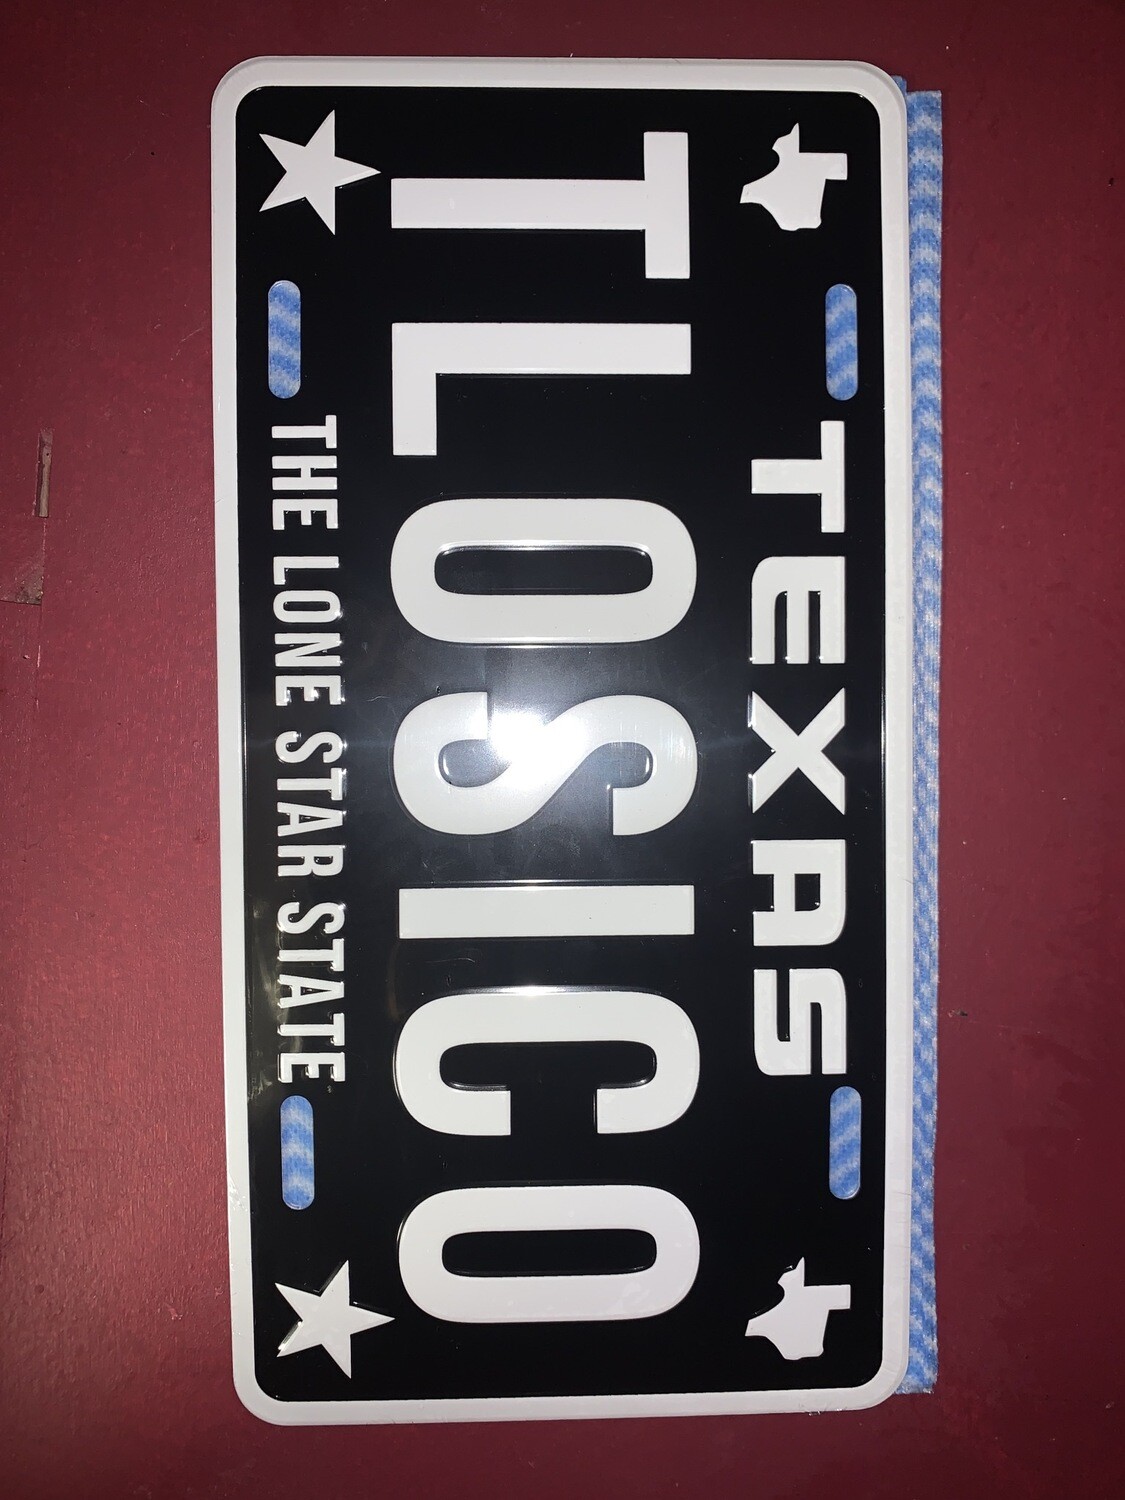 TEXAS
TLOSICO
THE LONE STAR STATE